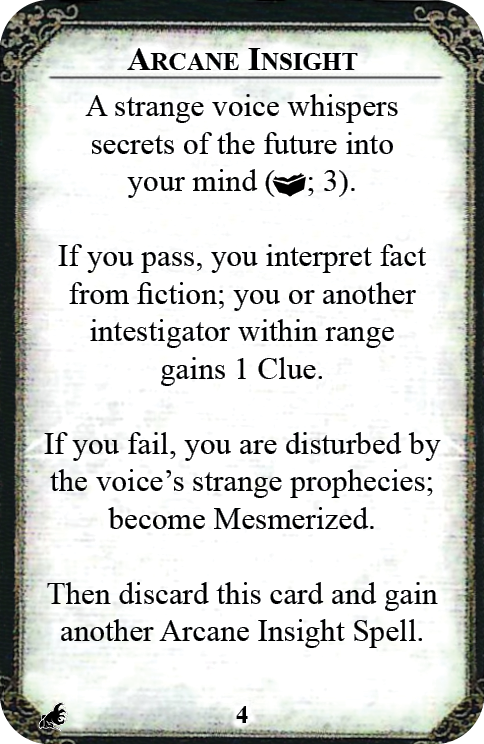 ARCANE INSIGHT
A strange voice whispers
secrets of the future into
your mind (; 3).
If you pass, you interpret fact
from fiction; you or another
intestigator within range
gains 1 Clue.
If you fail, you are disturbed by
the voice’s strange prophecies;
become Mesmerized.
Then discard this card and gain
another Arcane Insight Spell.
4